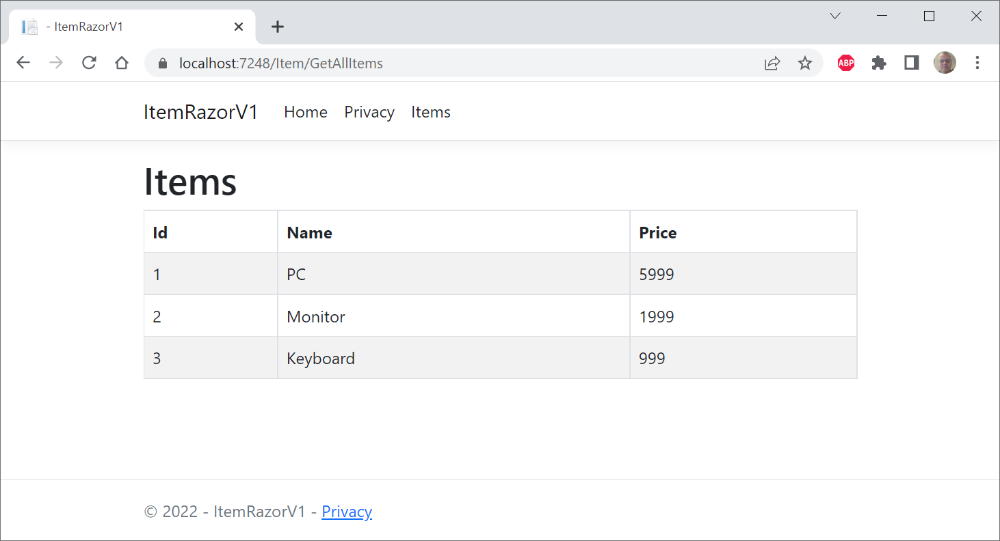 - ItemRazorV1
localhost:7248/Item/GetAllItems
ABP
ItemRazorV1 Home Privacy Items
Items
Id Name Price
1 PC 5999
2 Monitor 1999
3 Keyboard 999
© 2022 - ItemRazorV1 - Privacy